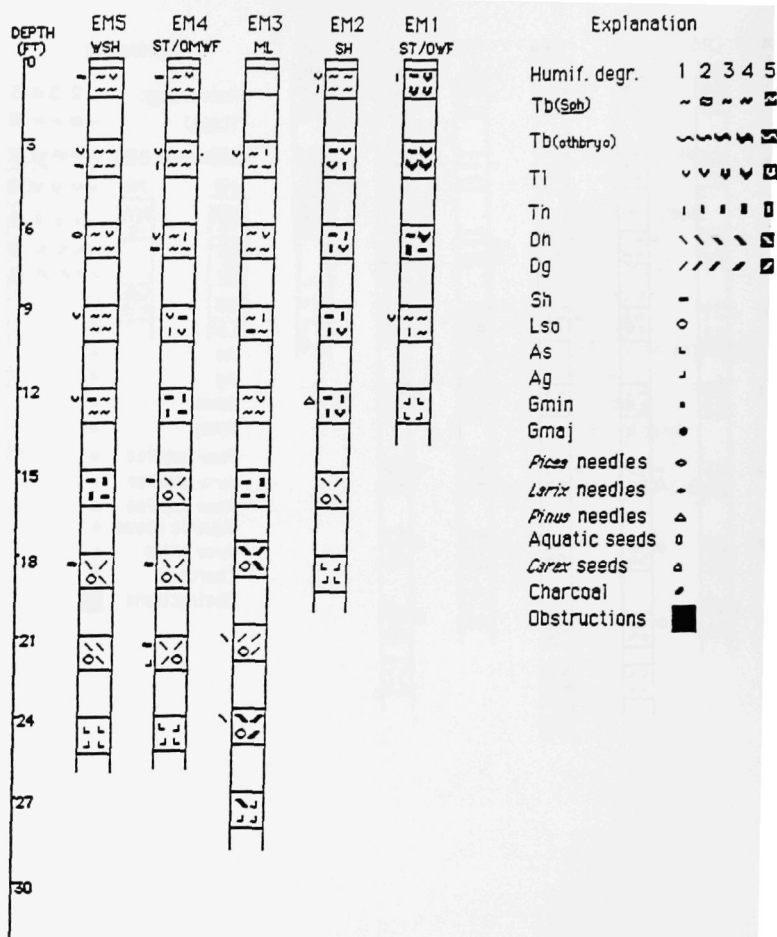 EM5 EM4 EM3 EM2 EM1 Explanation
DEPTH (FT)
WSH ST/OMWF ML SH ST/OWF
0
3
6
9
12
15
18
21
24
27
30
Humif. degr. 1 2 3 4 5
Tb(Sph)
Tb(othbryo)
Tl
Th
Dh
Dg
Sh
Lso
As
Ag
Gmin
Gmaj
Picea needles
Larix needles
Pinus needles
Aquatic seeds
Carex seeds
Charcoal
Obstructions